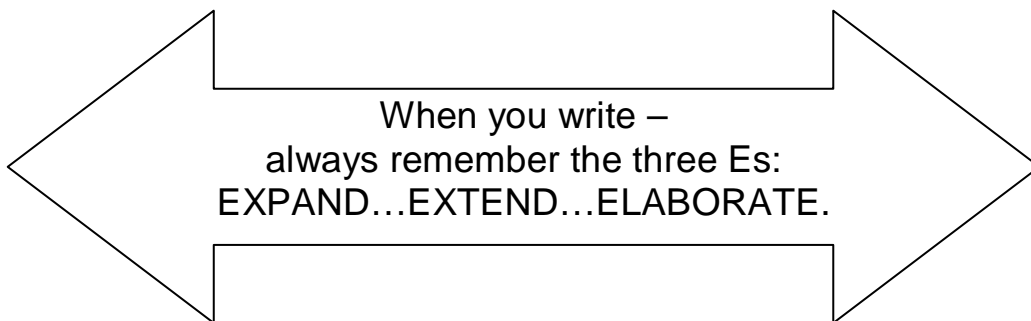 When you write –
always remember the three Es:
EXPAND…EXTEND…ELABORATE.